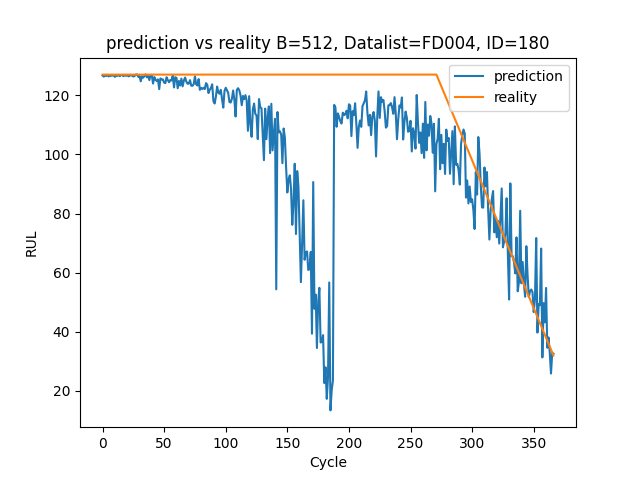 prediction vs reality B=512, Datalist=FD004, ID=180
prediction
reality
120
100
80
60
40
20
RUL
0 50 100 150 200 250 300 350
Cycle